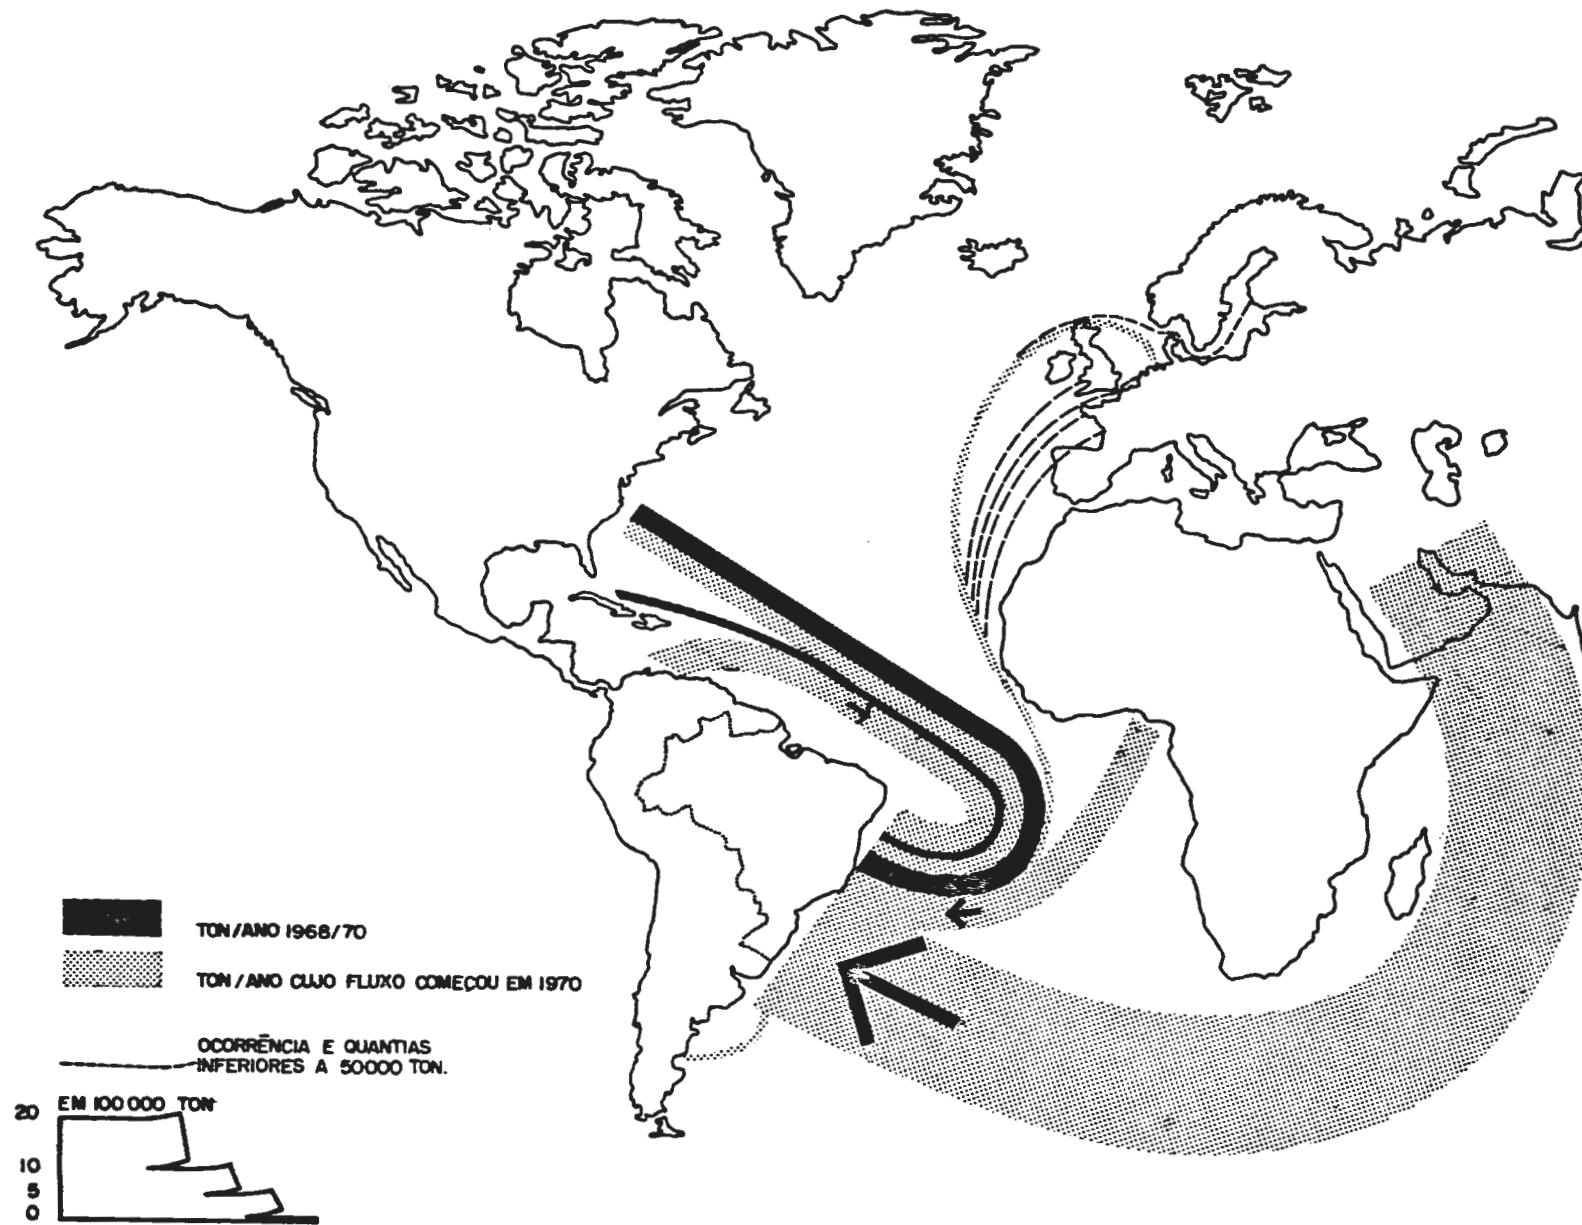 TON/ANO 1968/70
TON/ANO CUJO FLUXO COMEÇOU EM 1970
OCORRÊNCIA E QUANTIAS
INFERIORES A 50000 TON.
EM 100 000 TON
20
10
5
0